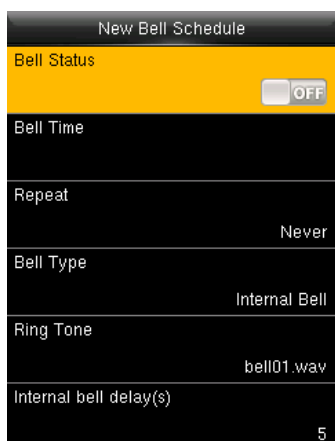 New Bell Schedule
Bell Status
OFF
Bell Time
Repeat
Never
Bell Type
Internal Bell
Ring Tone
bell01.wav
Internal bell delay(s)
5